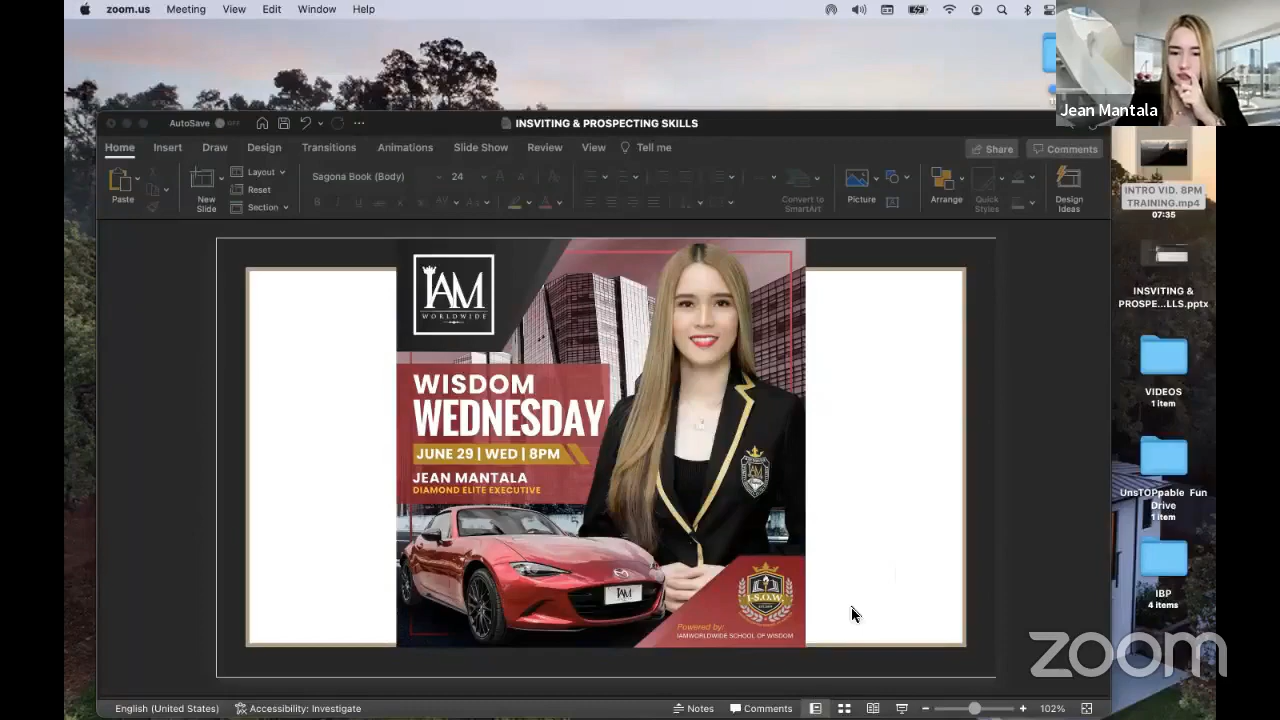 zoom.us Meeting View Edit Window Help
Jean Mantala
AutoSave OFF
INSVITING & PROSPECTING SKILLS
Home Insert Draw Design Transitions Animations Slide Show Review View Tell me
Share Comments
Paste
New
Slide
Layout
Reset
Section
Sagona Book (Body) 24
Convert to
SmartArt
Picture
Arrange
Quick
Styles
Design
Ideas
INTRO VID. 8PM
TRAINING.mp4
07:35
INSVITING &
PROSPE...LLS.pptx
VIDEOS
1 item
UnsTOPpable Fun
Drive
1 item
IBP
4 items
IAM
WORLDWIDE
WISDOM
WEDNESDAY
JUNE 29 | WED | 8PM
JEAN MANTALA
DIAMOND ELITE EXECUTIVE
IAM
IAM
I-S.O.W.
Powered by:
IAMWORLDWIDE SCHOOL OF WISDOM
zoom
English (United States) Accessibility: Investigate Notes Comments 102%